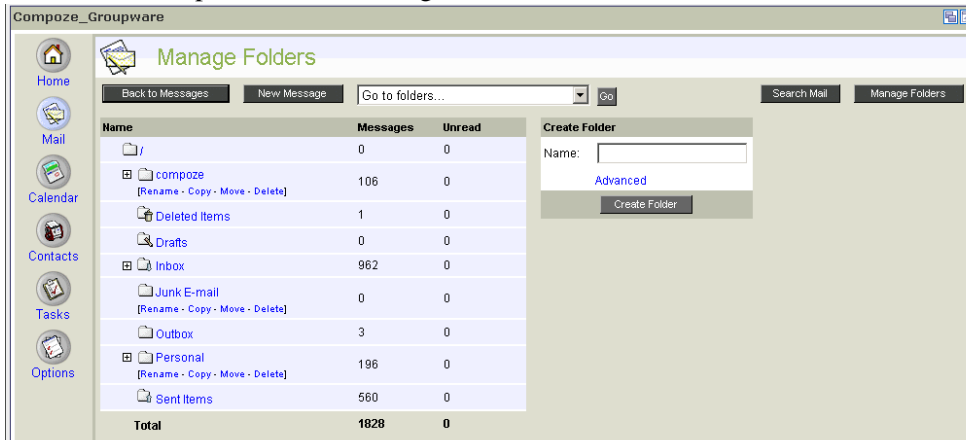 Compoze_Groupware
Home
Mail
Calendar
Contacts
Tasks
Options
Manage Folders
Back to Messages New Message Go to folders... Go Search Mail Manage Folders
Name Messages Unread
/ 0 0
compoze 106 0
[Rename - Copy - Move - Delete]
Deleted Items 1 0
Drafts 0 0
Inbox 962 0
Junk E-mail 0 0
[Rename - Copy - Move - Delete]
Outbox 3 0
Personal 196 0
[Rename - Copy - Move - Delete]
Sent Items 560 0
Total 1828 0
Create Folder
Name:
Advanced
Create Folder